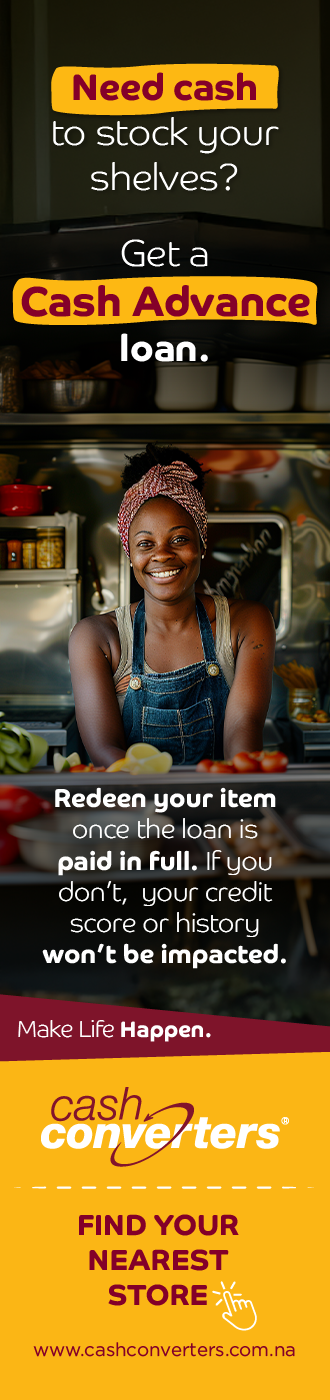 Need cash
to stock your
shelves?
Get a
Cash Advance
loan.
Redeen your item
once the loan is
paid in full. If you
don't, your credit
score or history
won't be impacted.
Make Life Happen.
cash
converters®
FIND YOUR
NEAREST
STORE
www.cashconverters.com.na